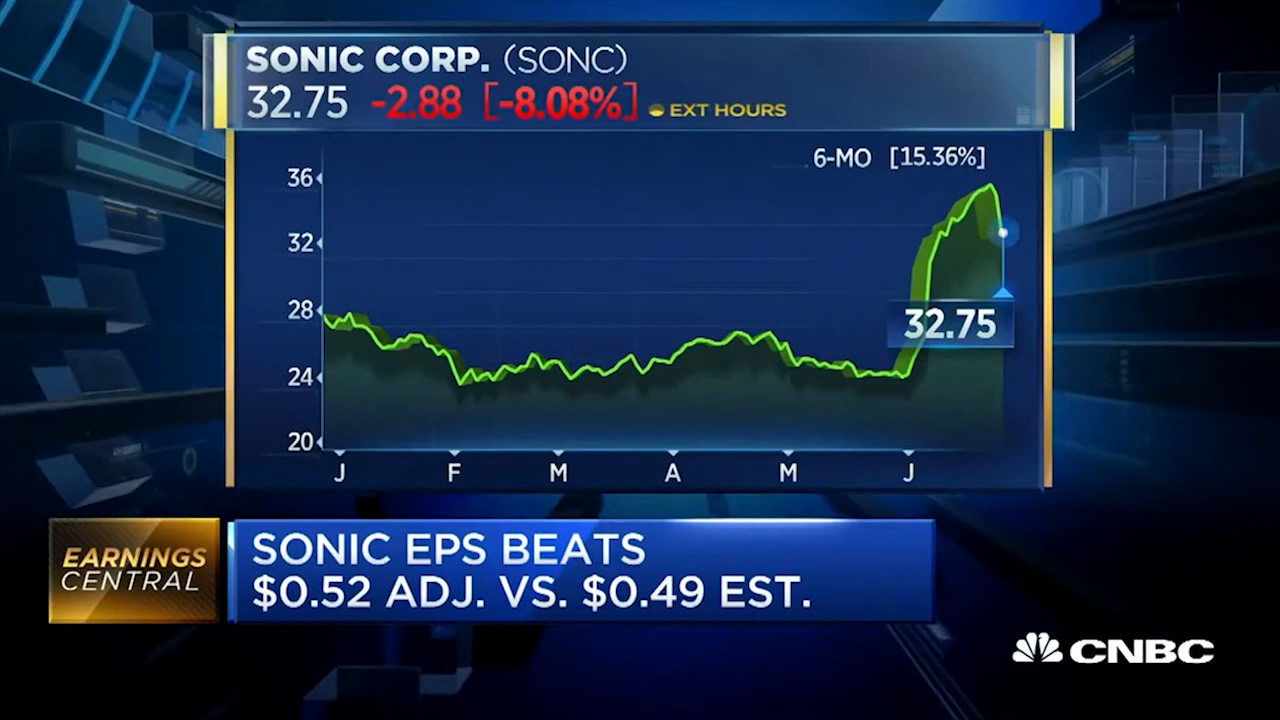 SONIC CORP. (SONC)
32.75 -2.88 [-8.08%] EXT HOURS
6-MO [15.36%]
36
32
28
24
20
32.75
J F M A M J
EARNINGS
CENTRAL
SONIC EPS BEATS
$0.52 ADJ. VS. $0.49 EST.
CNBC